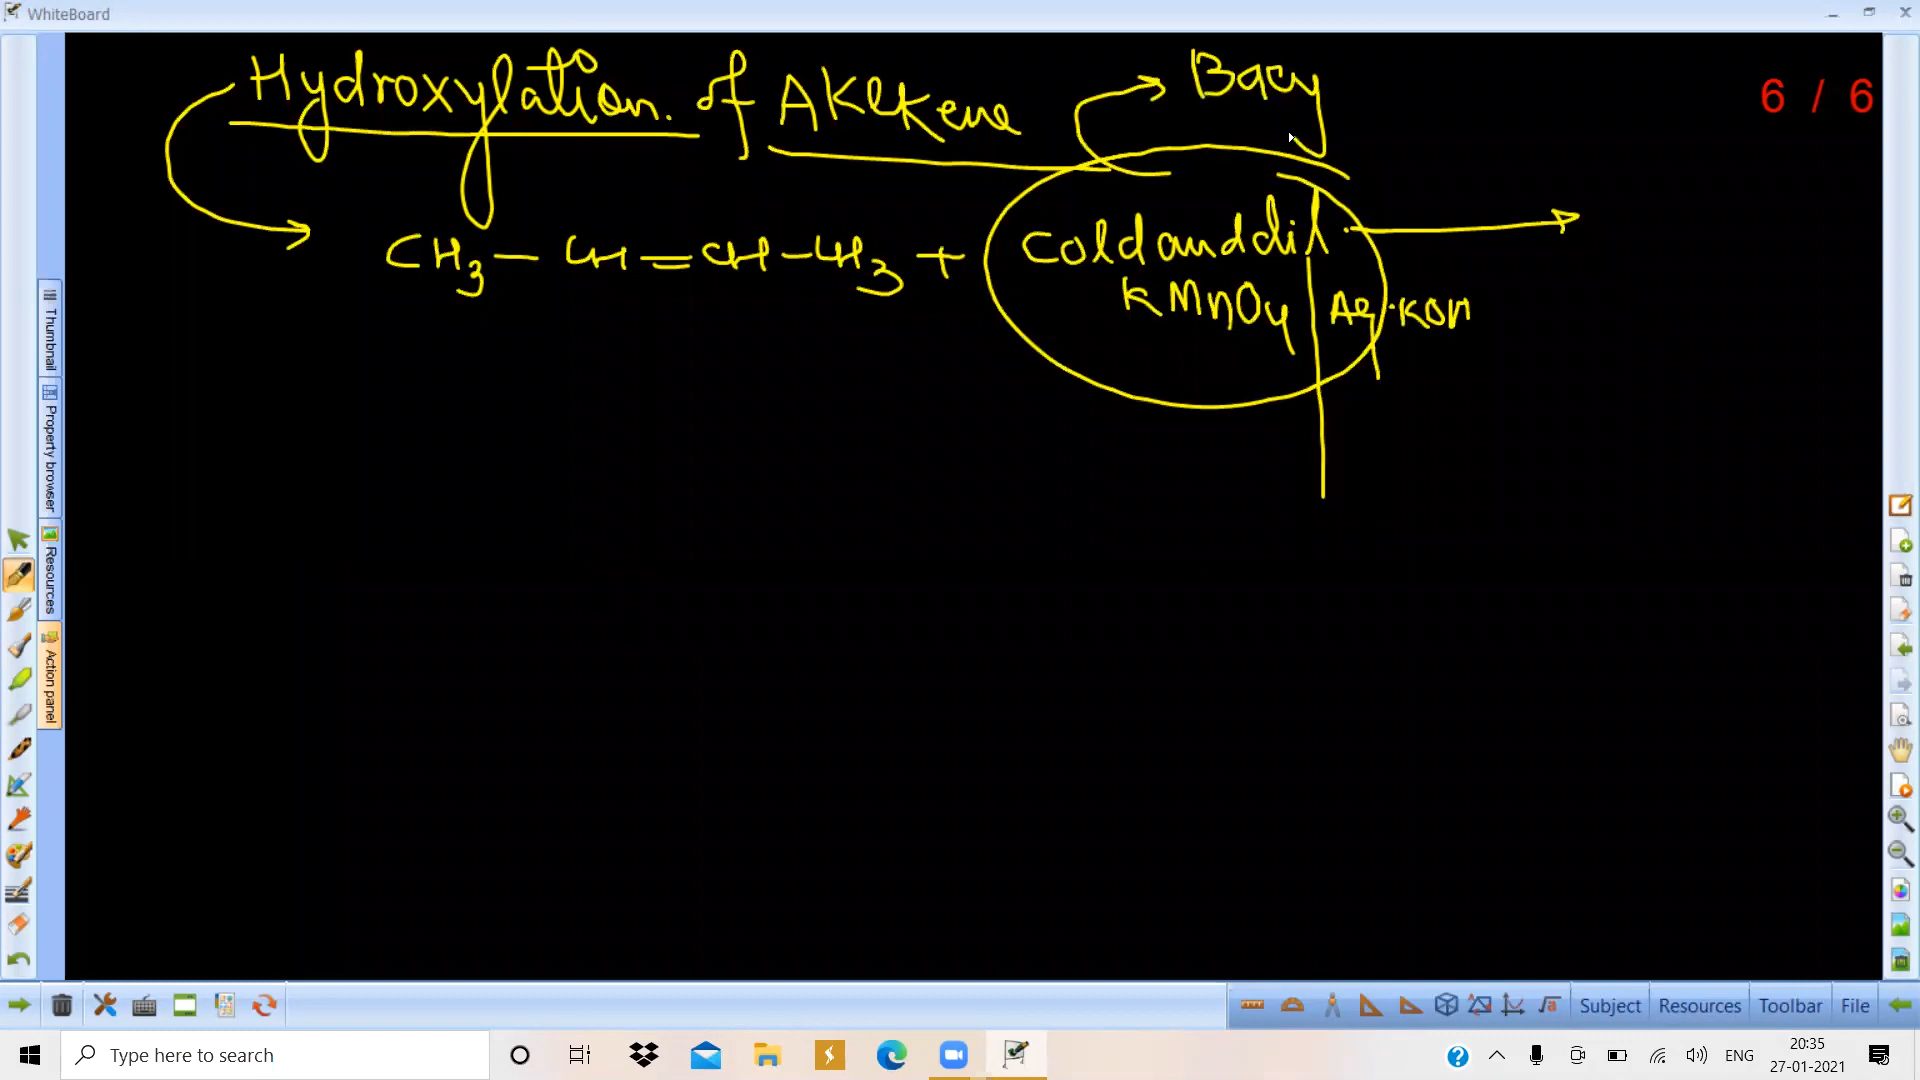 WhiteBoard
Hydroxylation. of AKlkene
Baey
6 / 6
CH3 — CH = CH - CH3 + Cold and dil.
KMnO4 | Aq. KOH
Thumbnail
Property browser
Resources
Action panel
Subject Resources Toolbar File
Type here to search
ENG
20:35
27-01-2021